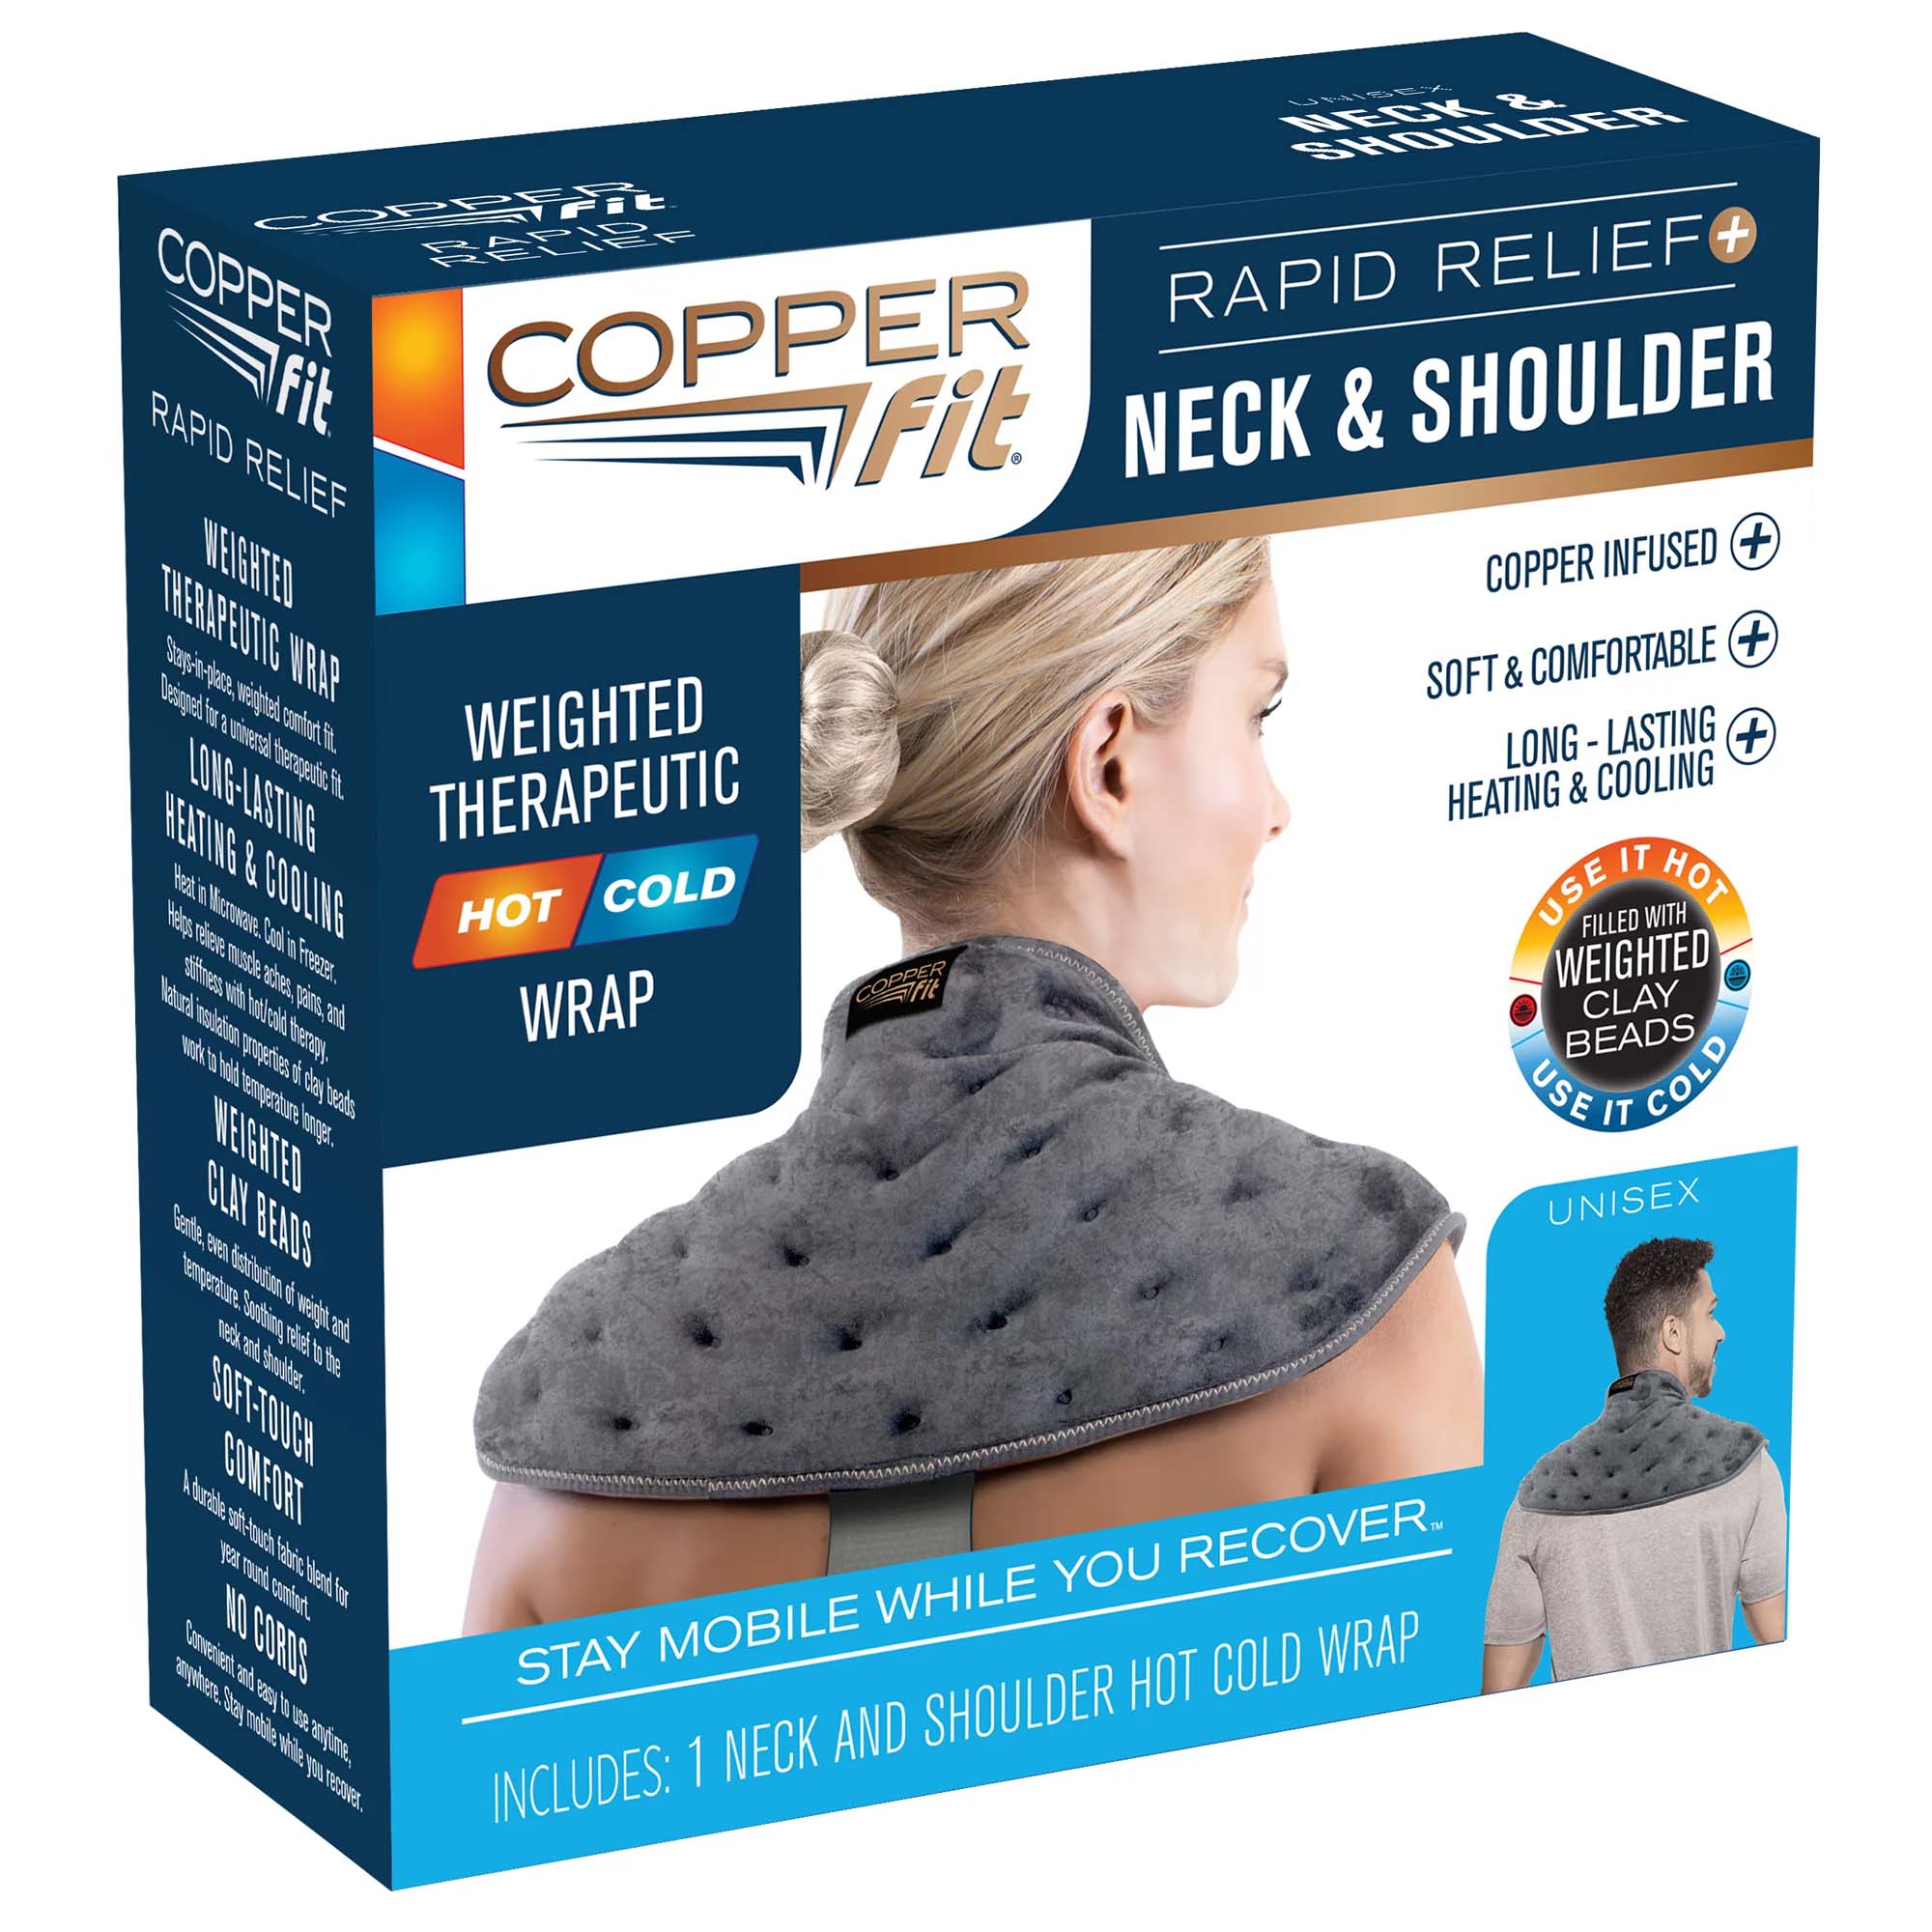 UNISEX
NECK &
SHOULDER
COPPER
fit
RAPID
RELIEF
COPPER
fit
RAPID RELIEF
WEIGHTED
THERAPEUTIC WRAP
Stays-in-place, weighted comfort fit.
Designed for a universal therapeutic fit.
LONG-LASTING
HEATING & COOLING
Heat in Microwave. Cool in Freezer.
Helps relieve muscle aches, pains, and
stiffness with hot/cold therapy.
Natural insulation properties of clay beads
work to hold temperature longer.
WEIGHTED
CLAY BEADS
Gentle, even distribution of weight and
temperature. Soothing relief to the
neck and shoulder.
SOFT-TOUCH
COMFORT
A durable soft-touch fabric blend for
year round comfort.
NO CORDS
Convenient and easy to use anytime,
anywhere. Stay mobile while you recover.
COPPER
fit®
RAPID RELIEF+
NECK & SHOULDER
COPPER INFUSED +
SOFT & COMFORTABLE +
LONG - LASTING +
HEATING & COOLING
WEIGHTED
THERAPEUTIC
HOT COLD
WRAP
USE IT HOT
FILLED WITH
WEIGHTED
CLAY
BEADS
USE IT COLD
COPPER
fit
UNISEX
STAY MOBILE WHILE YOU RECOVER™
INCLUDES: 1 NECK AND SHOULDER HOT COLD WRAP